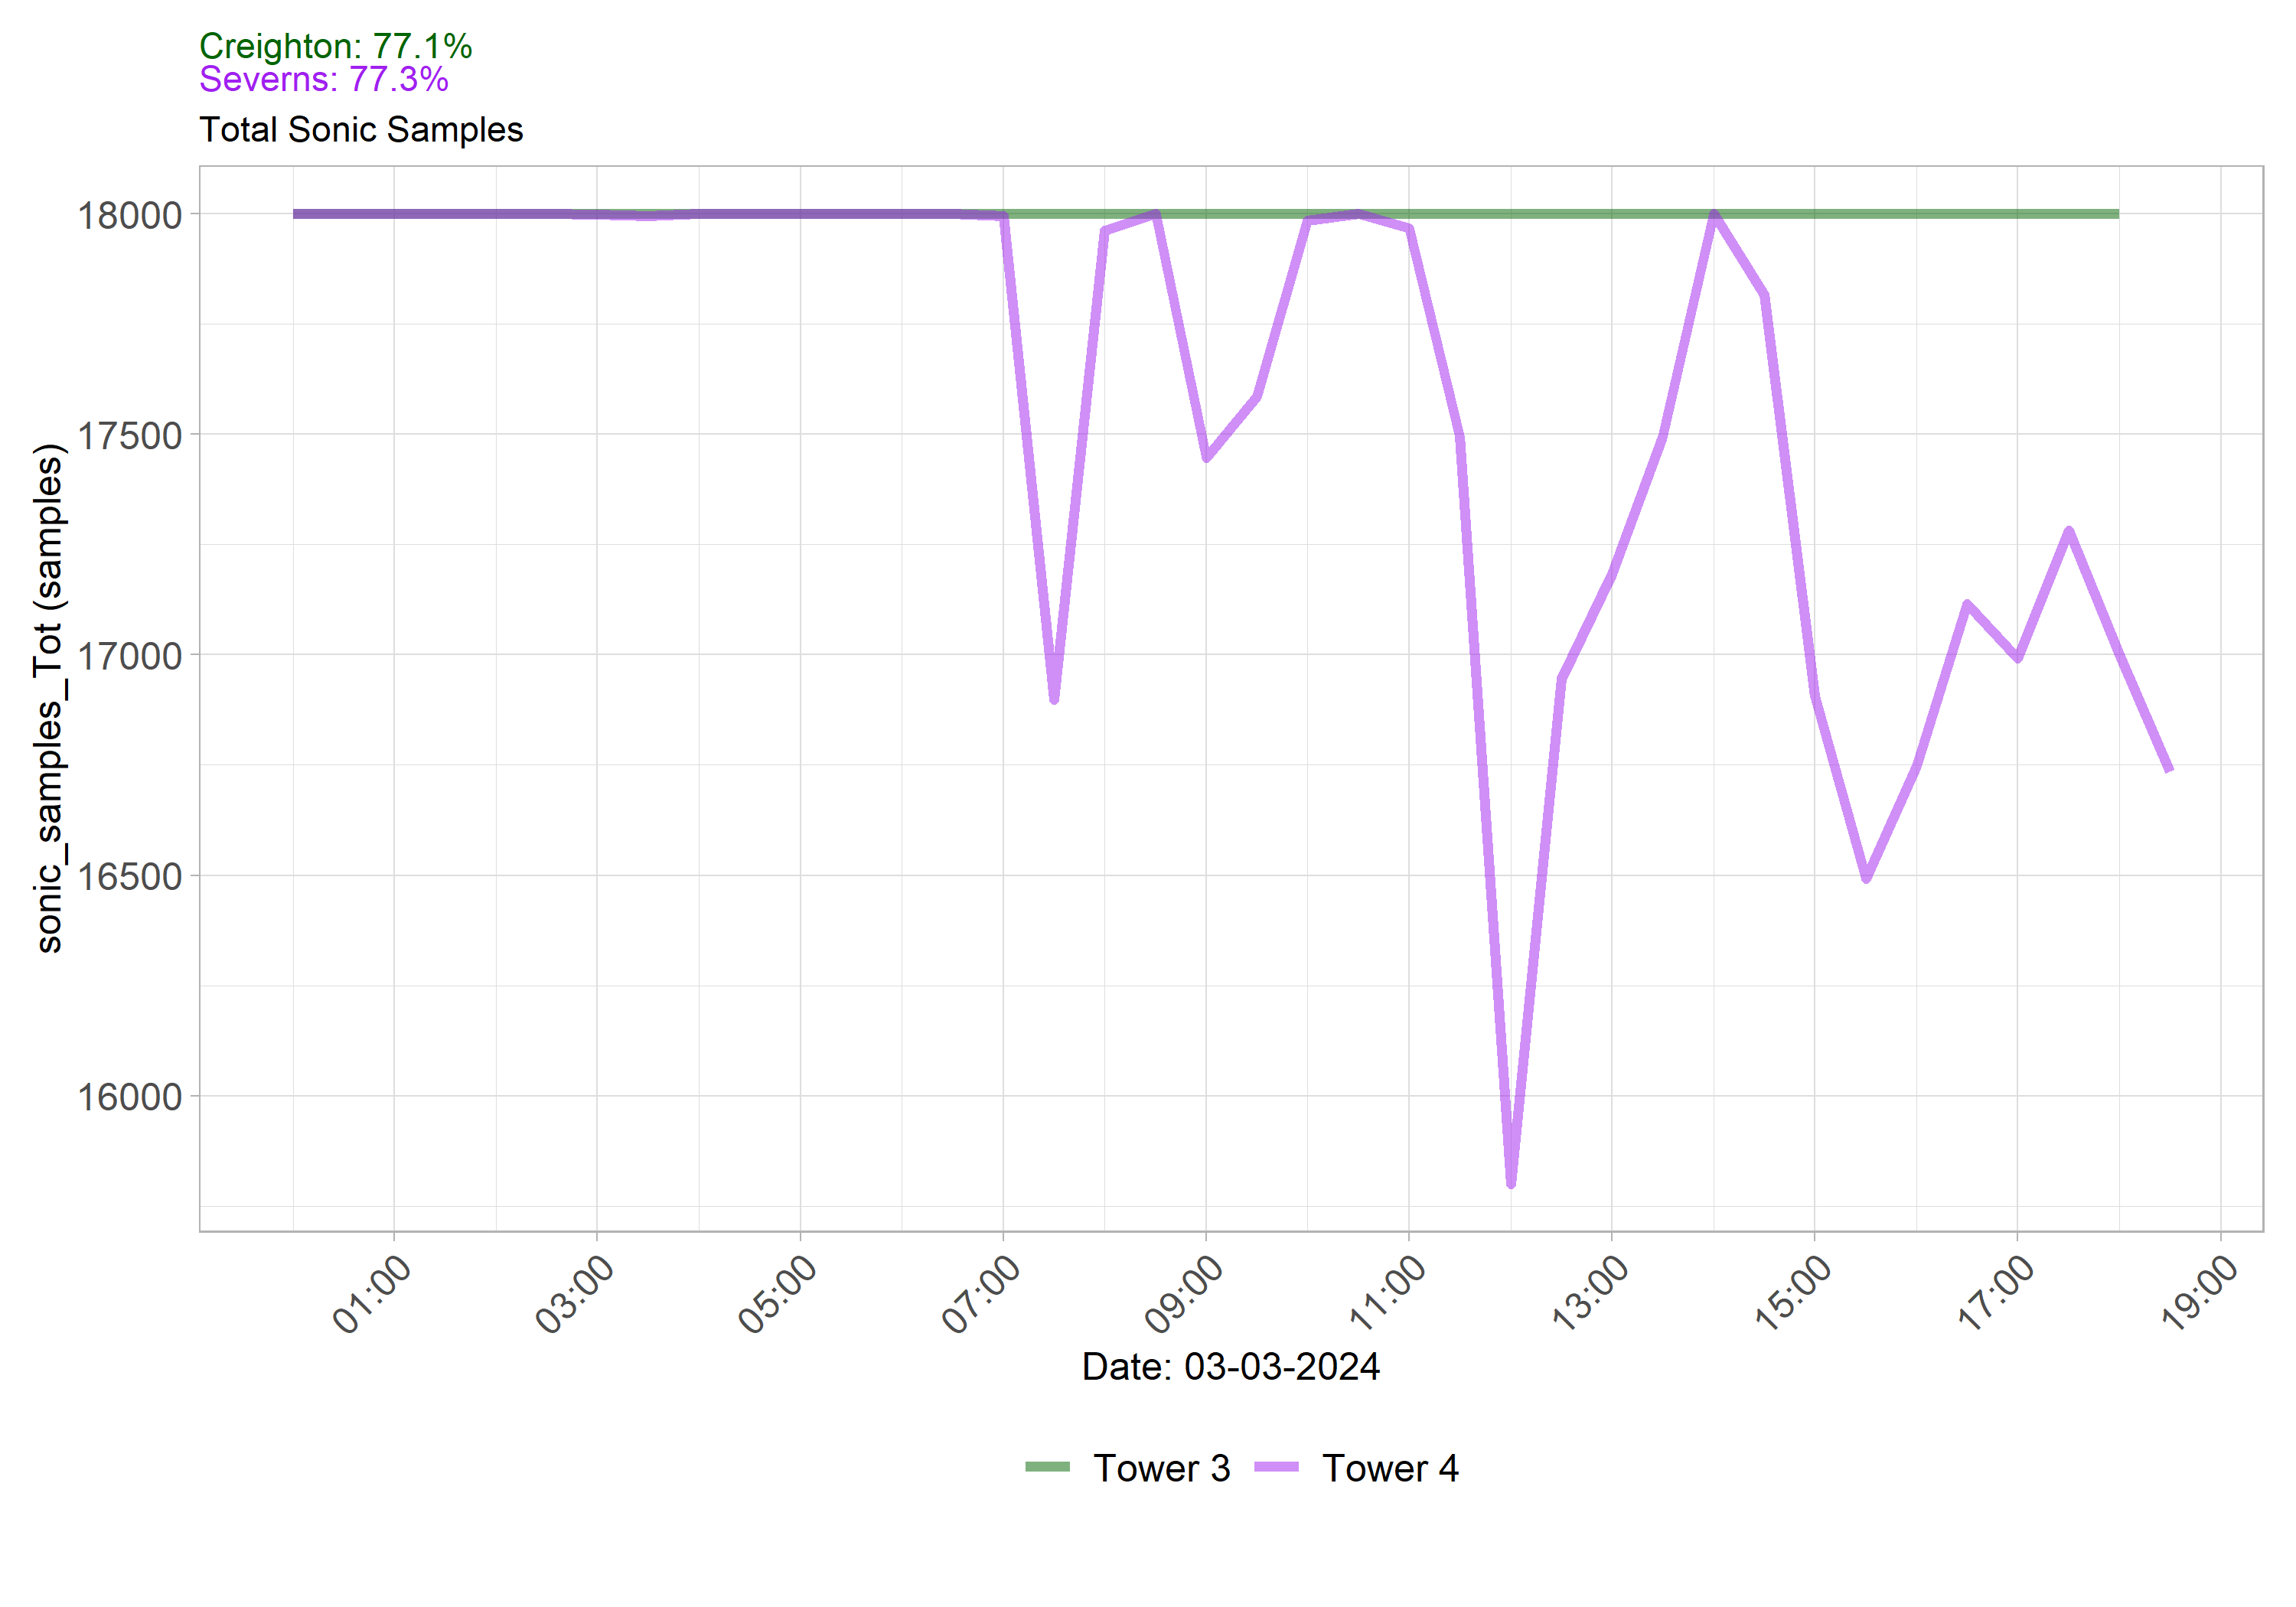 Creighton: 77.1%
Severns: 77.3%
Total Sonic Samples
sonic_samples_Tot (samples)
18000
17500
17000
16500
16000
01:00
03:00
05:00
07:00
09:00
11:00
13:00
15:00
17:00
19:00
Date: 03-03-2024
Tower 3
Tower 4